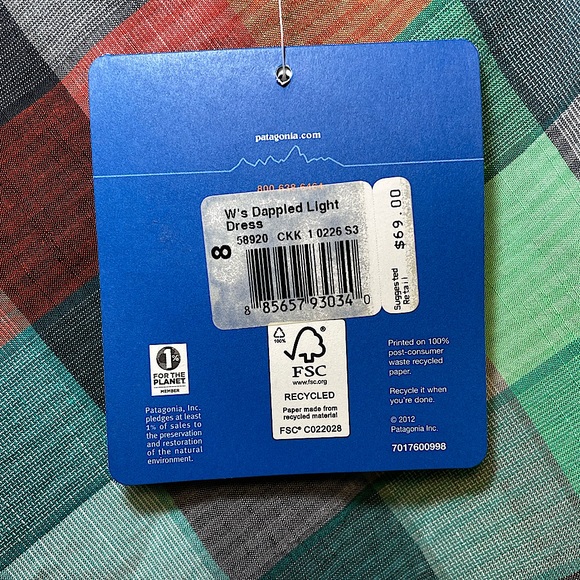 patagonia.com
800 638 6464
W's Dappled Light
Dress
8
58920 CKK 1 0226 S3
8 85657 93034 0
Suggested
Retail
$69.00
1%
FOR THE
PLANET
MEMBER
Patagonia, Inc.
pledges at least
1% of sales to
the preservation
and restoration
of the natural
environment.
100%
FSC
www.fsc.org
RECYCLED
Paper made from
recycled material
FSC® C022028
Printed on 100%
post-consumer
waste recycled
paper.
Recycle it when
you're done.
© 2012
Patagonia Inc.
7017600998